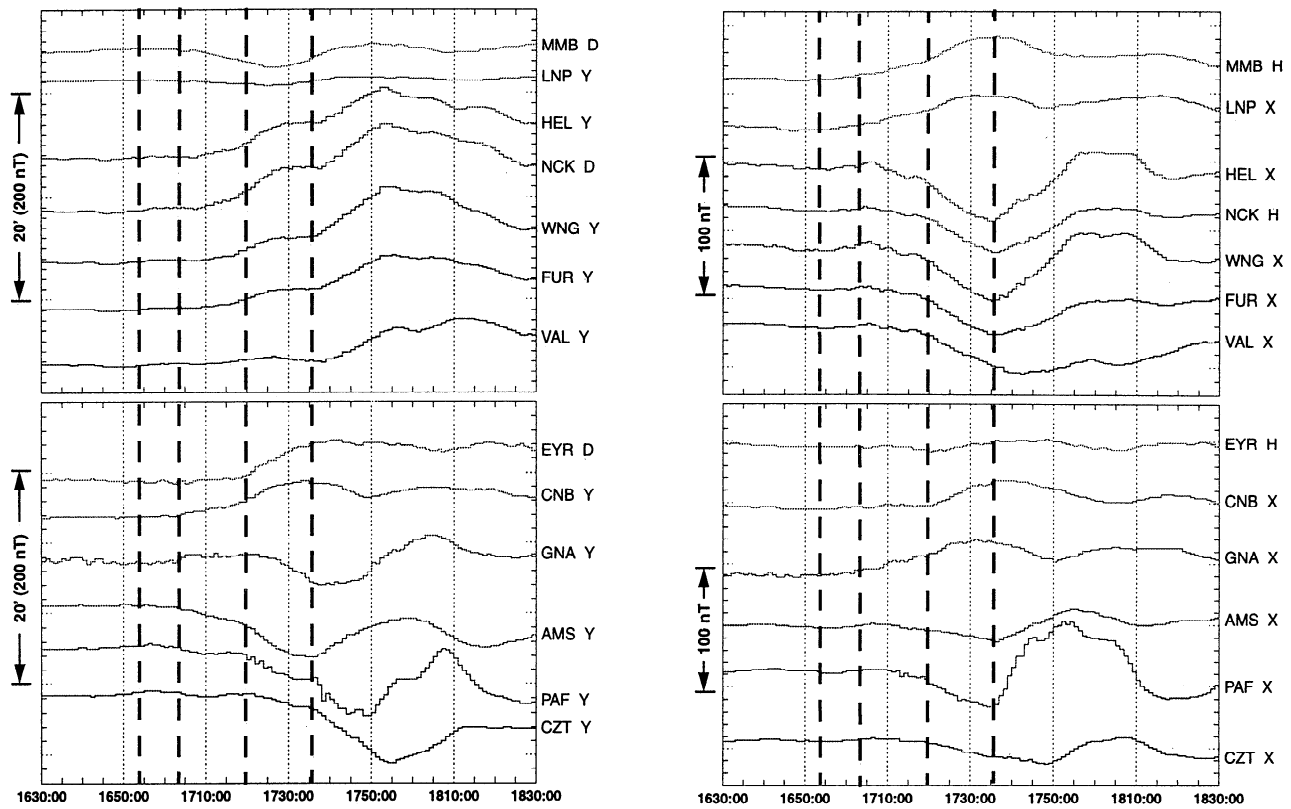 MMB D
LNP Y
HEL Y
NCK D
WNG Y
FUR Y
VAL Y
20' (200 nT)
EYR D
CNB Y
GNA Y
AMS Y
PAF Y
CZT Y
20' (200 nT)
1630:00 1650:00 1710:00 1730:00 1750:00 1810:00 1830:00
MMB H
LNP X
HEL X
NCK H
WNG X
FUR X
VAL X
100 nT
EYR H
CNB X
GNA X
AMS X
PAF X
CZT X
100 nT
1630:00 1650:00 1710:00 1730:00 1750:00 1810:00 1830:00